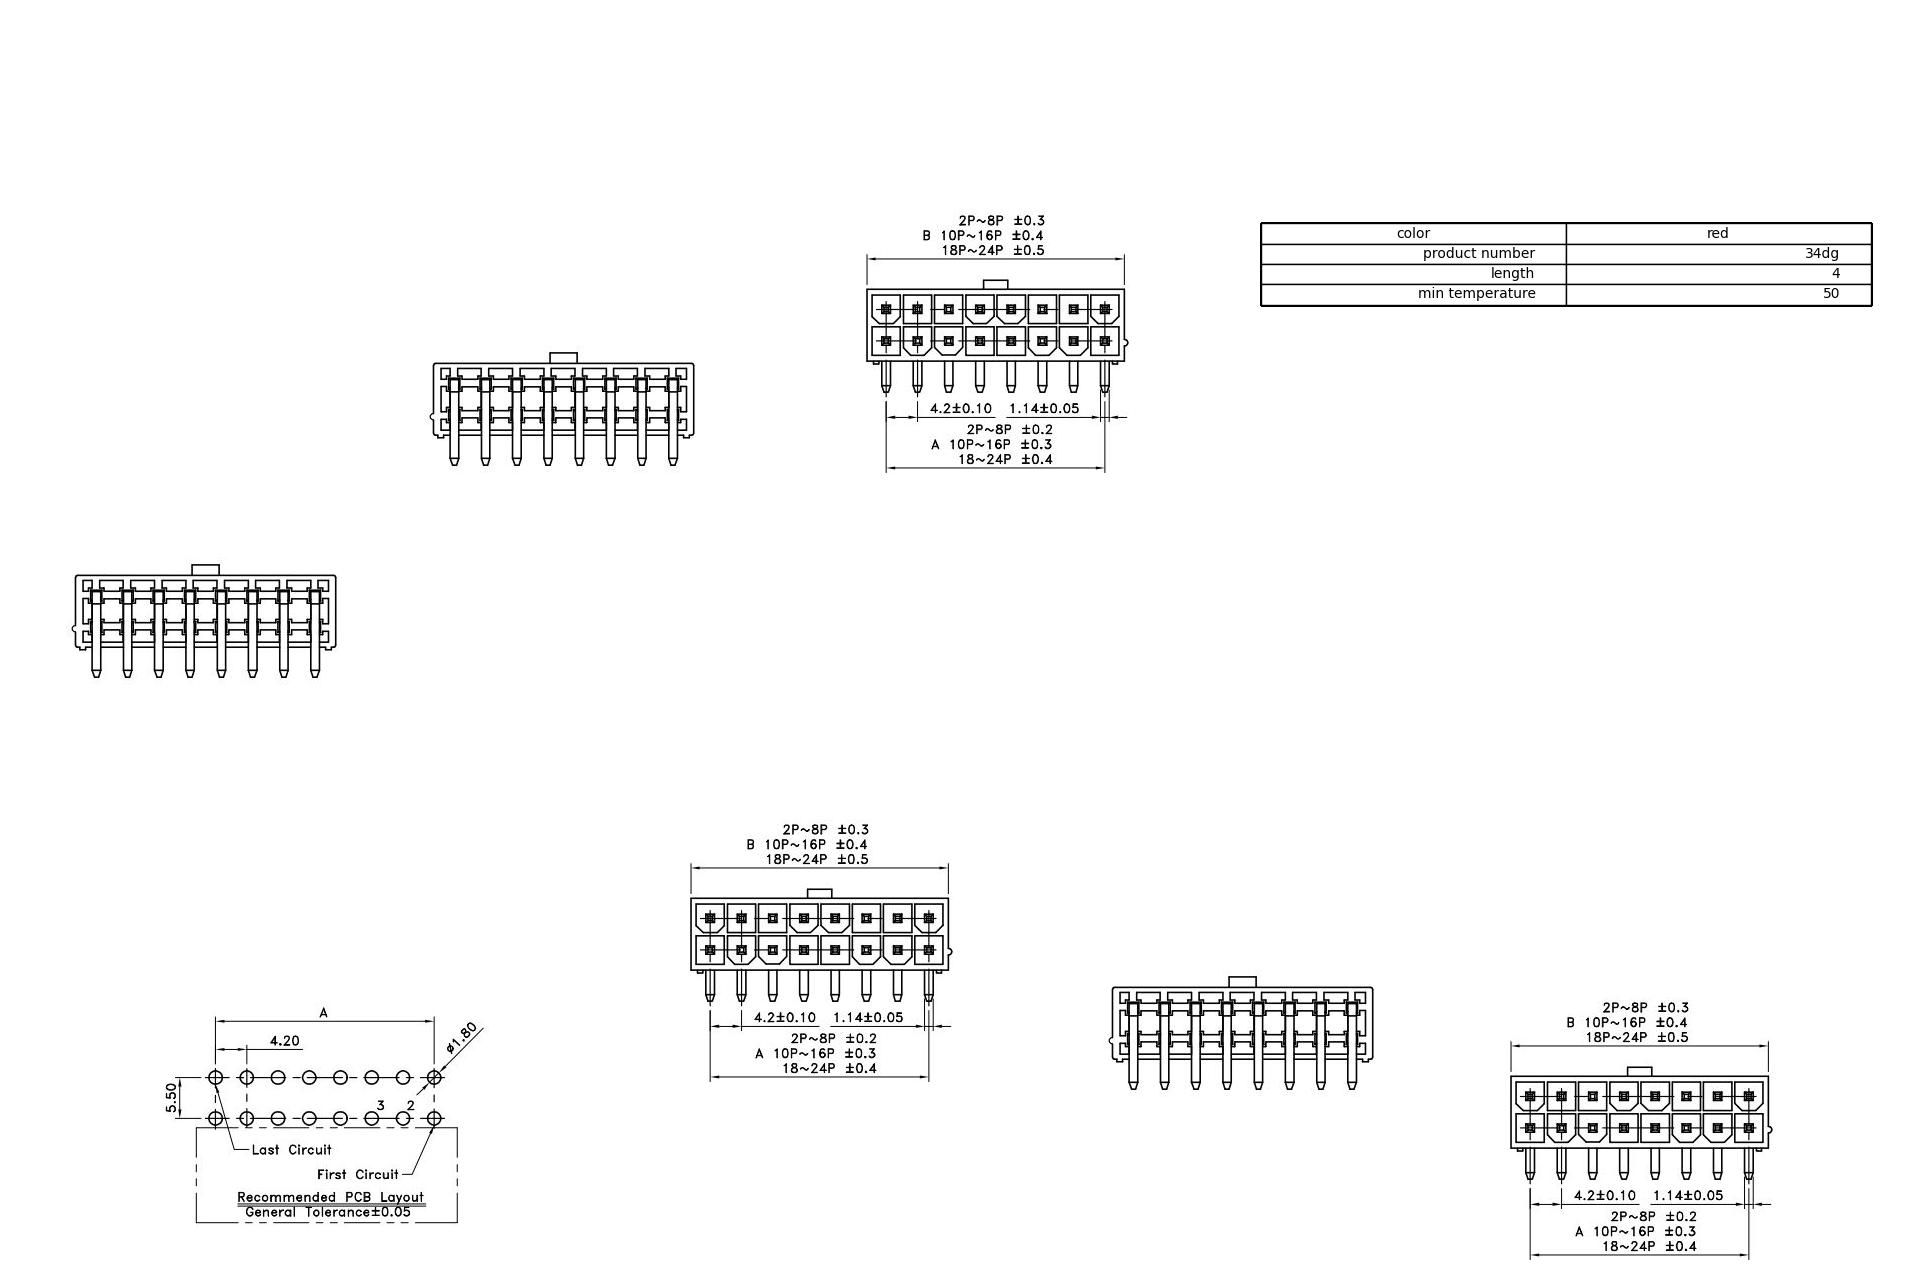 2P~8P ±0.3
B 10P~16P ±0.4
18P~24P ±0.5
4.2±0.10 1.14±0.05
2P~8P ±0.2
A 10P~16P ±0.3
18~24P ±0.4
color red
product number 34dg
length 4
min temperature 50
2P~8P ±0.3
B 10P~16P ±0.4
18P~24P ±0.5
4.2±0.10 1.14±0.05
2P~8P ±0.2
A 10P~16P ±0.3
18~24P ±0.4
A
4.20
ø1.80
5.50
3 2
Last Circuit
First Circuit
Recommended PCB Layout
General Tolerance±0.05
2P~8P ±0.3
B 10P~16P ±0.4
18P~24P ±0.5
4.2±0.10 1.14±0.05
2P~8P ±0.2
A 10P~16P ±0.3
18~24P ±0.4